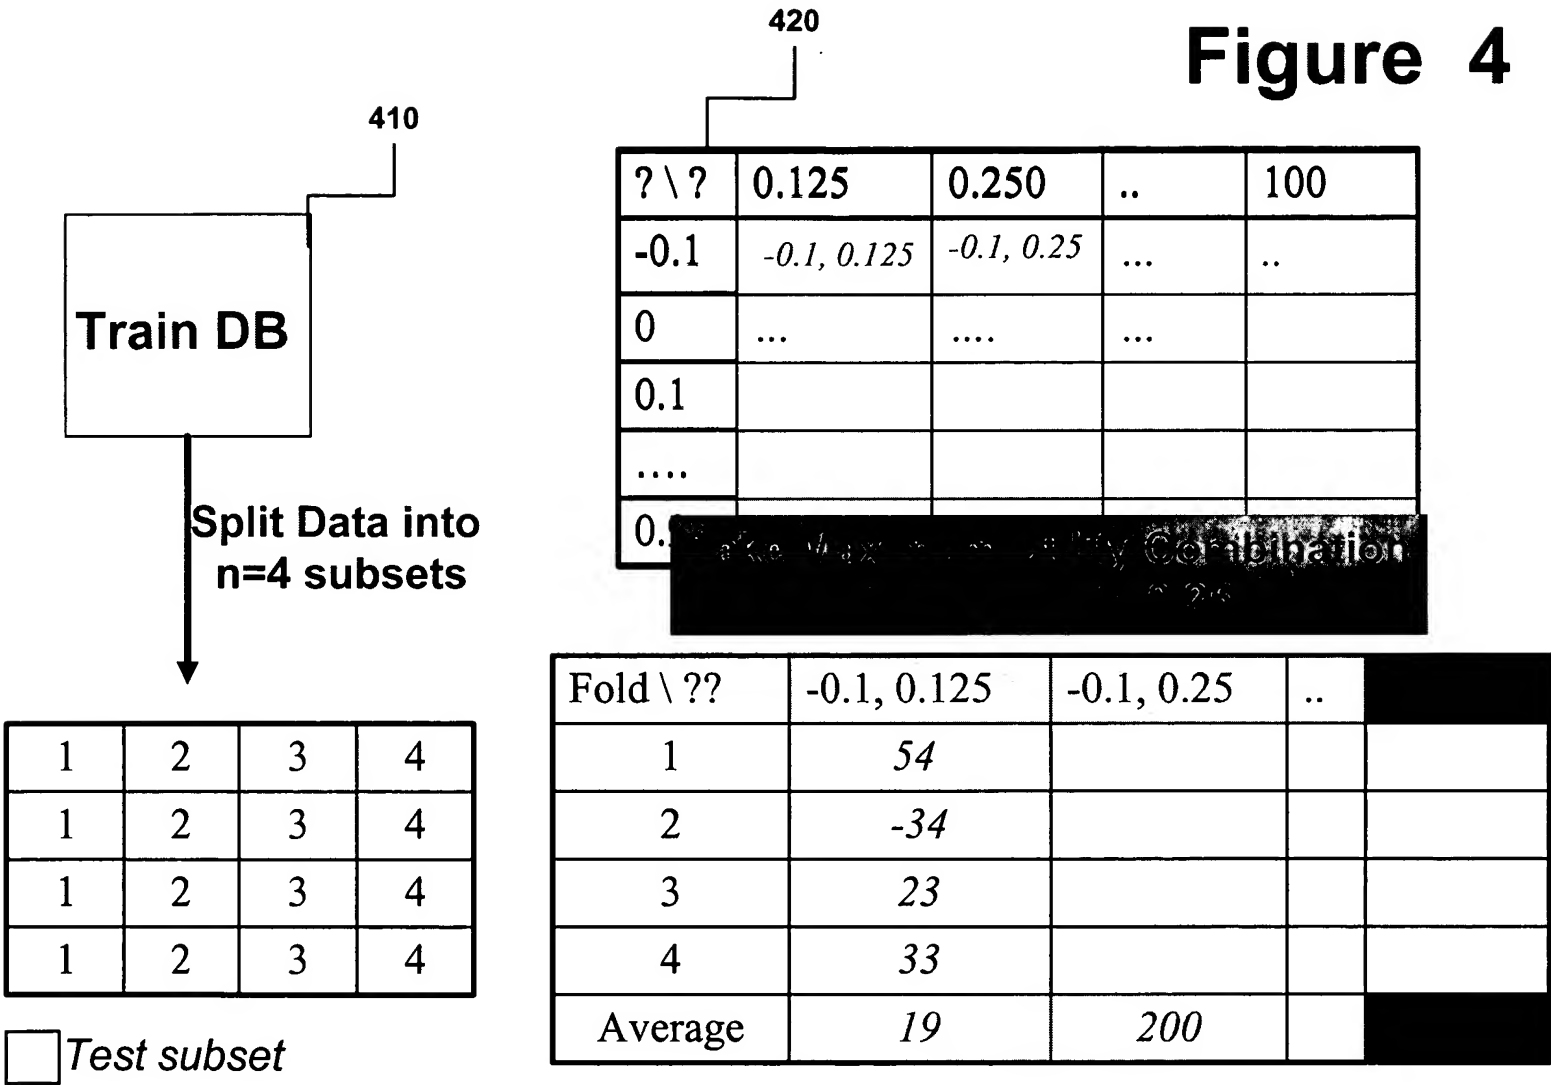 420
Figure 4
410
? \ ? 0.125 0.250 .. 100
-0.1 -0.1, 0.125 -0.1, 0.25 ... ..
0 ... .... ...
0.1
....
0.
Combination
Train DB
Split Data into
n=4 subsets
Fold \ ?? -0.1, 0.125 -0.1, 0.25 ..
1 54
2 -34
3 23
4 33
Average 19 200
1 2 3 4
1 2 3 4
1 2 3 4
1 2 3 4
Test subset